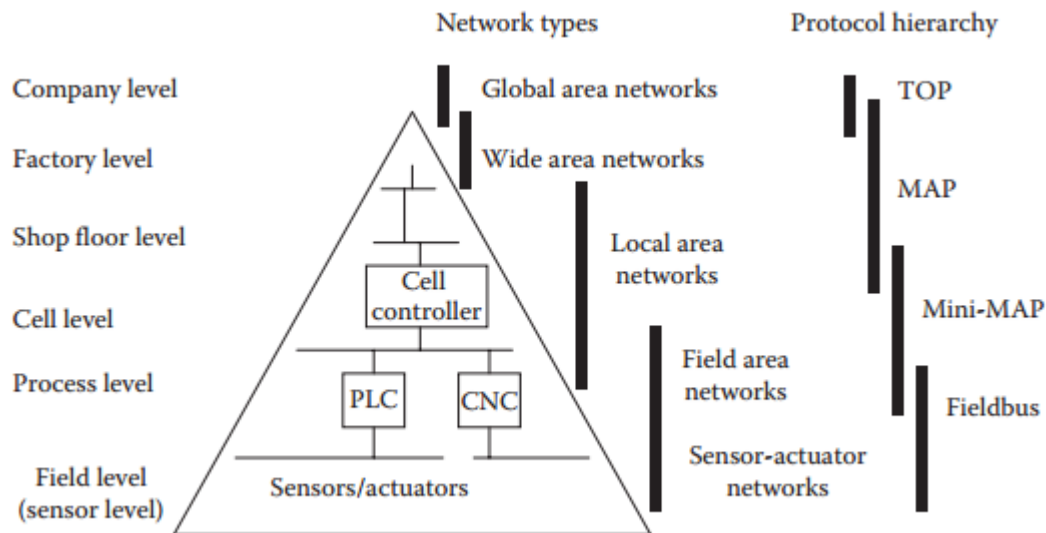 Network types
Protocol hierarchy
Company level
Global area networks
TOP
Factory level
Wide area networks
MAP
Shop floor level
Local area
networks
Cell
controller
Cell level
Mini-MAP
Process level
Field area
networks
PLC
CNC
Fieldbus
Field level
(sensor level)
Sensors/actuators
Sensor-actuator
networks